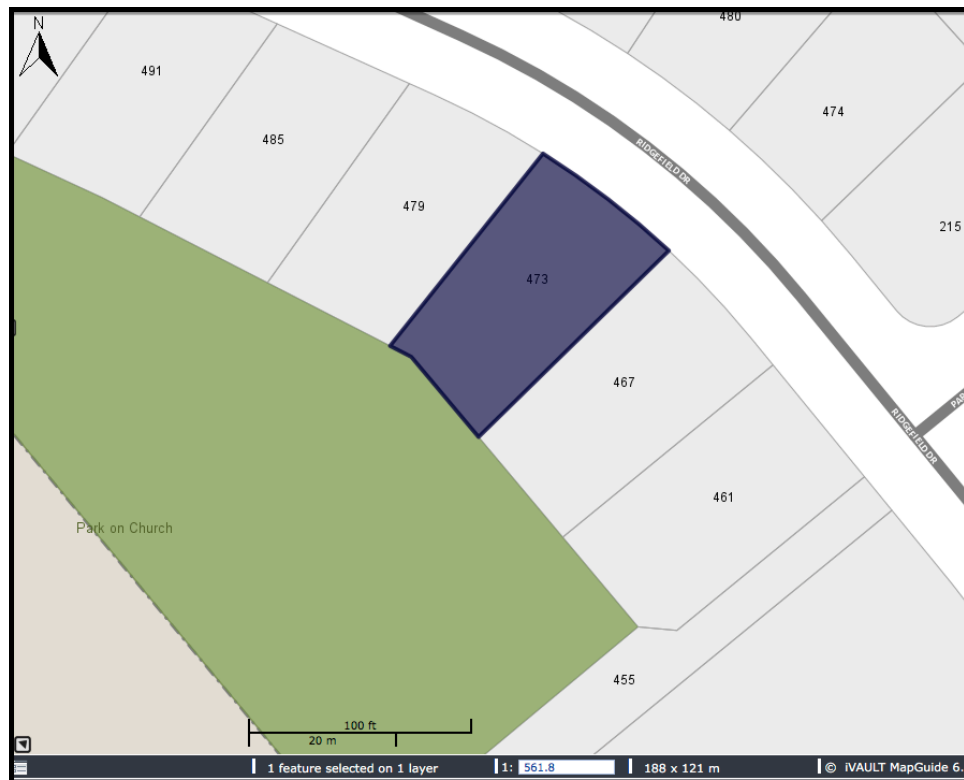 N
480
491
474
485
RIDGEFIELD DR
479
215
473
467
RIDGEFIELD DR
461
Park on Church
455
100 ft
20 m
1 feature selected on 1 layer
1: 561.8
188 x 121 m
© iVAULT MapGuide 6.